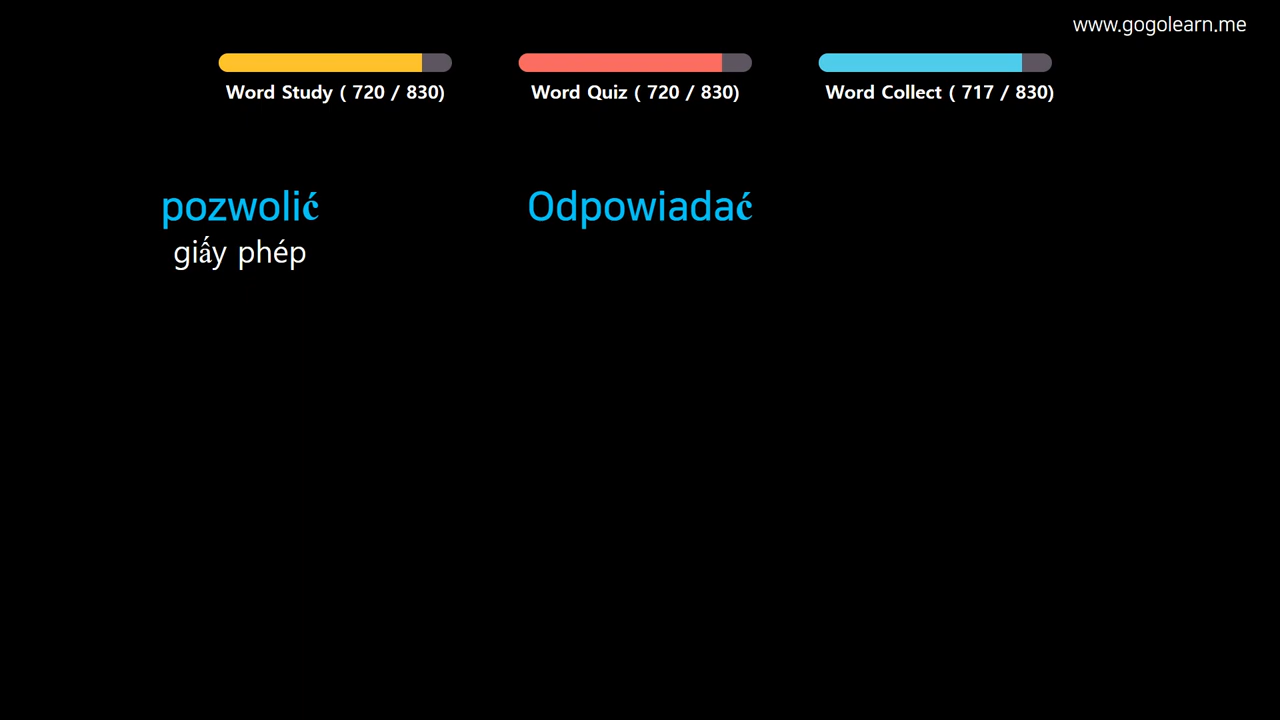 www.gogolearn.me
Word Study ( 720 / 830)
Word Quiz ( 720 / 830)
Word Collect ( 717 / 830)
pozwolić
Odpowiadać
giấy phép